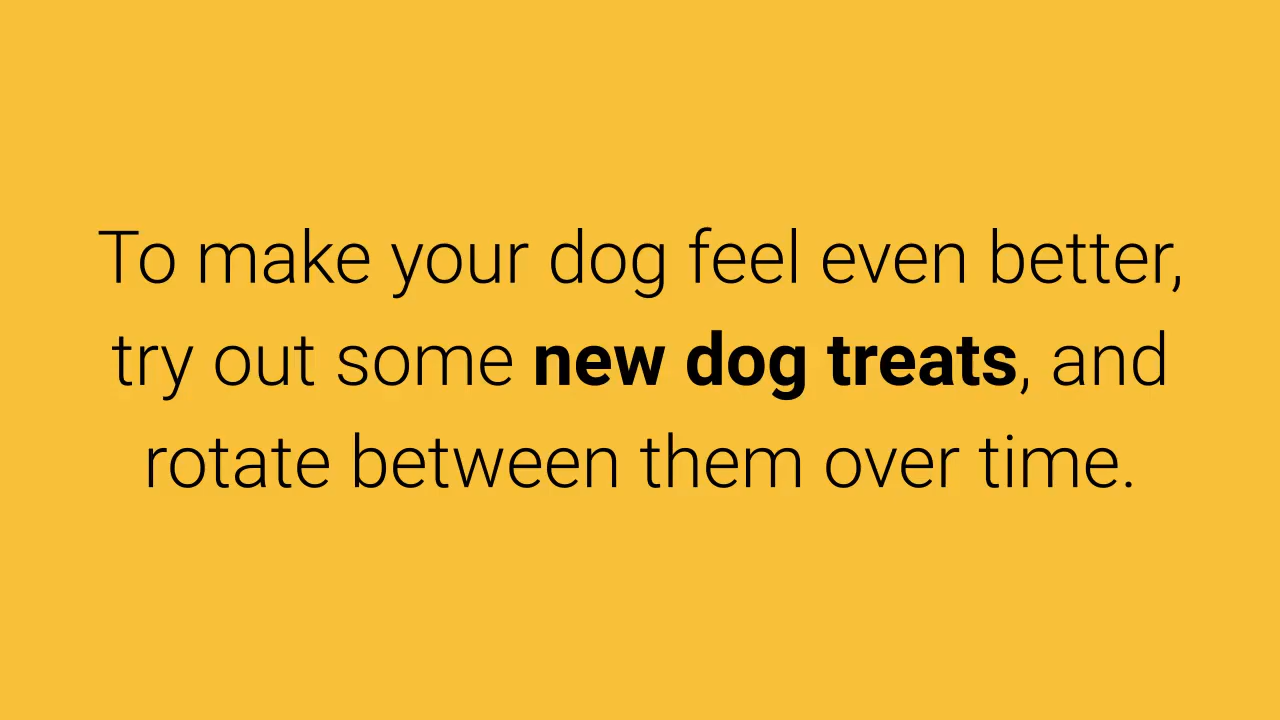 To make your dog feel even better,
try out some new dog treats, and
rotate between them over time.